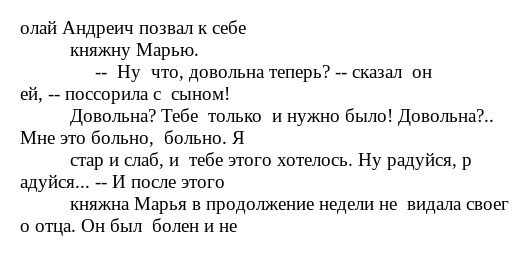 олай Андреич позвал к себе
княжну Марью.
--  Ну  что, довольна теперь? -- сказал  он
ей, -- поссорила с  сыном!
Довольна? Тебе  только  и нужно было! Довольна?..
Мне это больно,  больно. Я
стар и слаб, и  тебе этого хотелось. Ну радуйся, р
адуйся... -- И после этого
княжна Марья в продолжение недели не  видала своег
о отца. Он был  болен и не